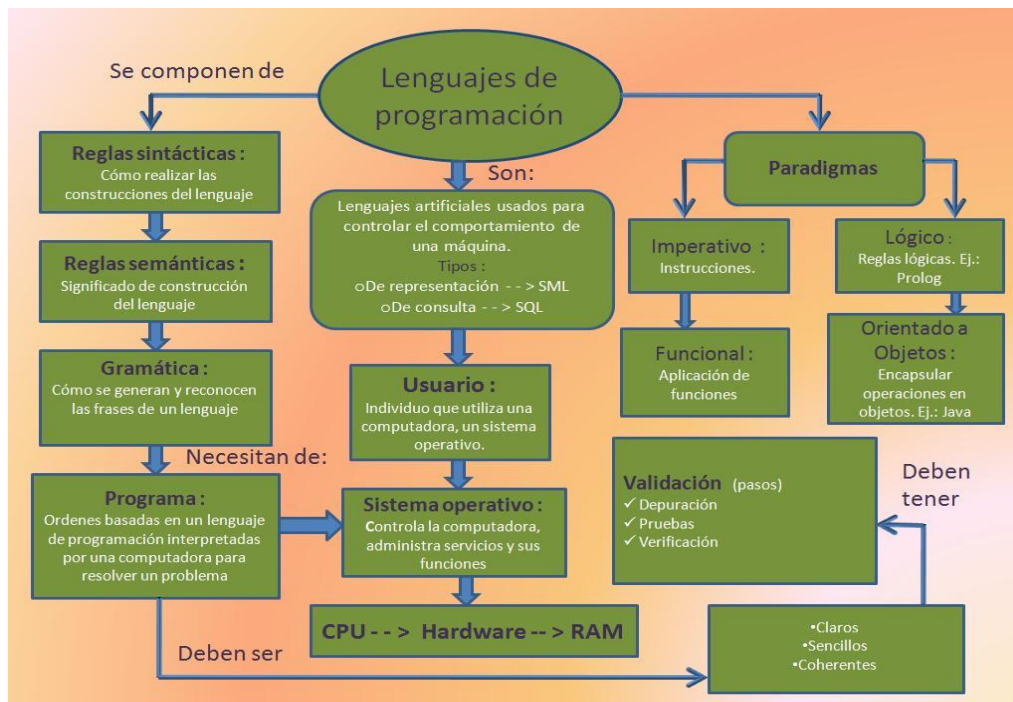 Lenguajes de
programación
Se componen de
Reglas sintácticas :
Cómo realizar las
construcciones del lenguaje
Reglas semánticas :
Significado de construcción
del lenguaje
Gramática :
Cómo se generan y reconocen
las frases de un lenguaje
Necesitan de:
Programa :
Ordenes basadas en un lenguaje
de programación interpretadas
por una computadora para
resolver un problema
Deben ser
Son:
Lenguajes artificiales usados para
controlar el comportamiento de
una máquina.
Tipos :
oDe representación - - > SML
oDe consulta - - > SQL
Usuario :
Individuo que utiliza una
computadora, un sistema
operativo.
Sistema operativo :
Controla la computadora,
administra servicios y sus
funciones
CPU - - > Hardware -- > RAM
Paradigmas
Imperativo :
Instrucciones.
Funcional :
Aplicación de
funciones
Lógico :
Reglas lógicas. Ej.:
Prolog
Orientado a
Objetos :
Encapsular
operaciones en
objetos. Ej.: Java
Validación (pasos)
✓ Depuración
✓ Pruebas
✓ Verificación
Deben
tener
•Claros
•Sencillos
•Coherentes